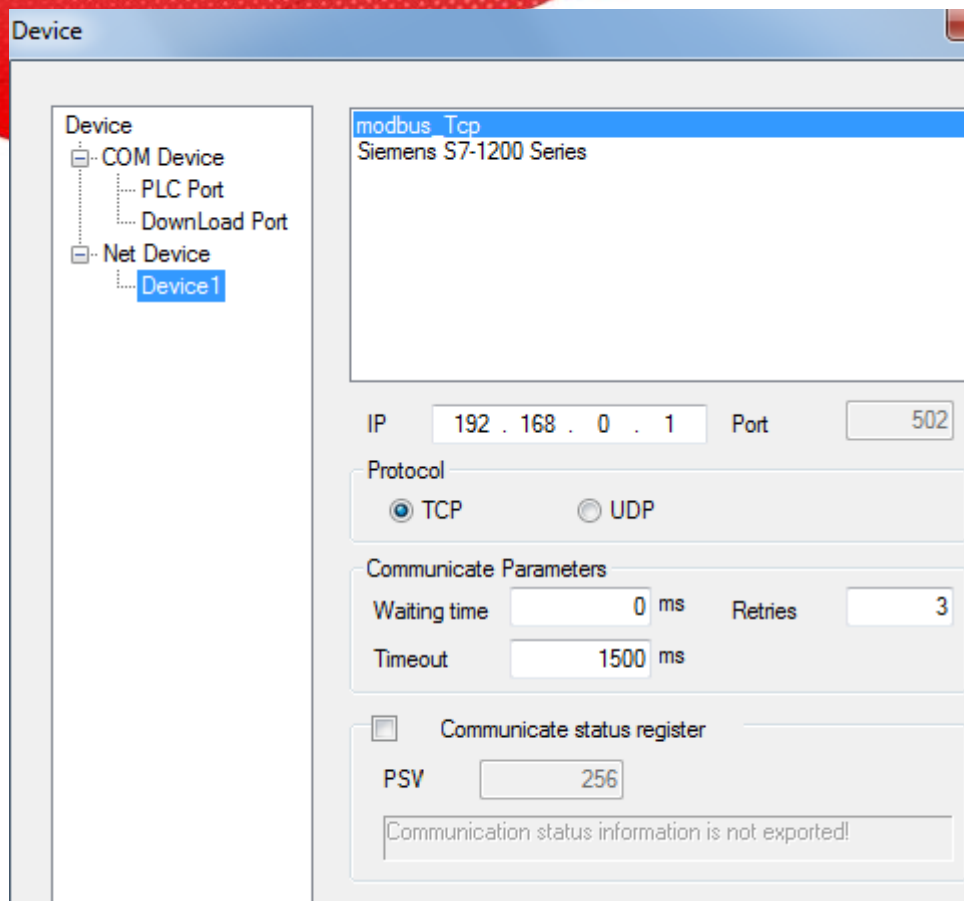 Device
Device
COM Device
PLC Port
DownLoad Port
Net Device
Device1
modbus_Tcp
Siemens S7-1200 Series
IP 192 . 168 . 0 . 1 Port 502
Protocol
TCP UDP
Communicate Parameters
Waiting time 0 ms Retries 3
Timeout 1500 ms
Communicate status register
PSV 256
Communication status information is not exported!